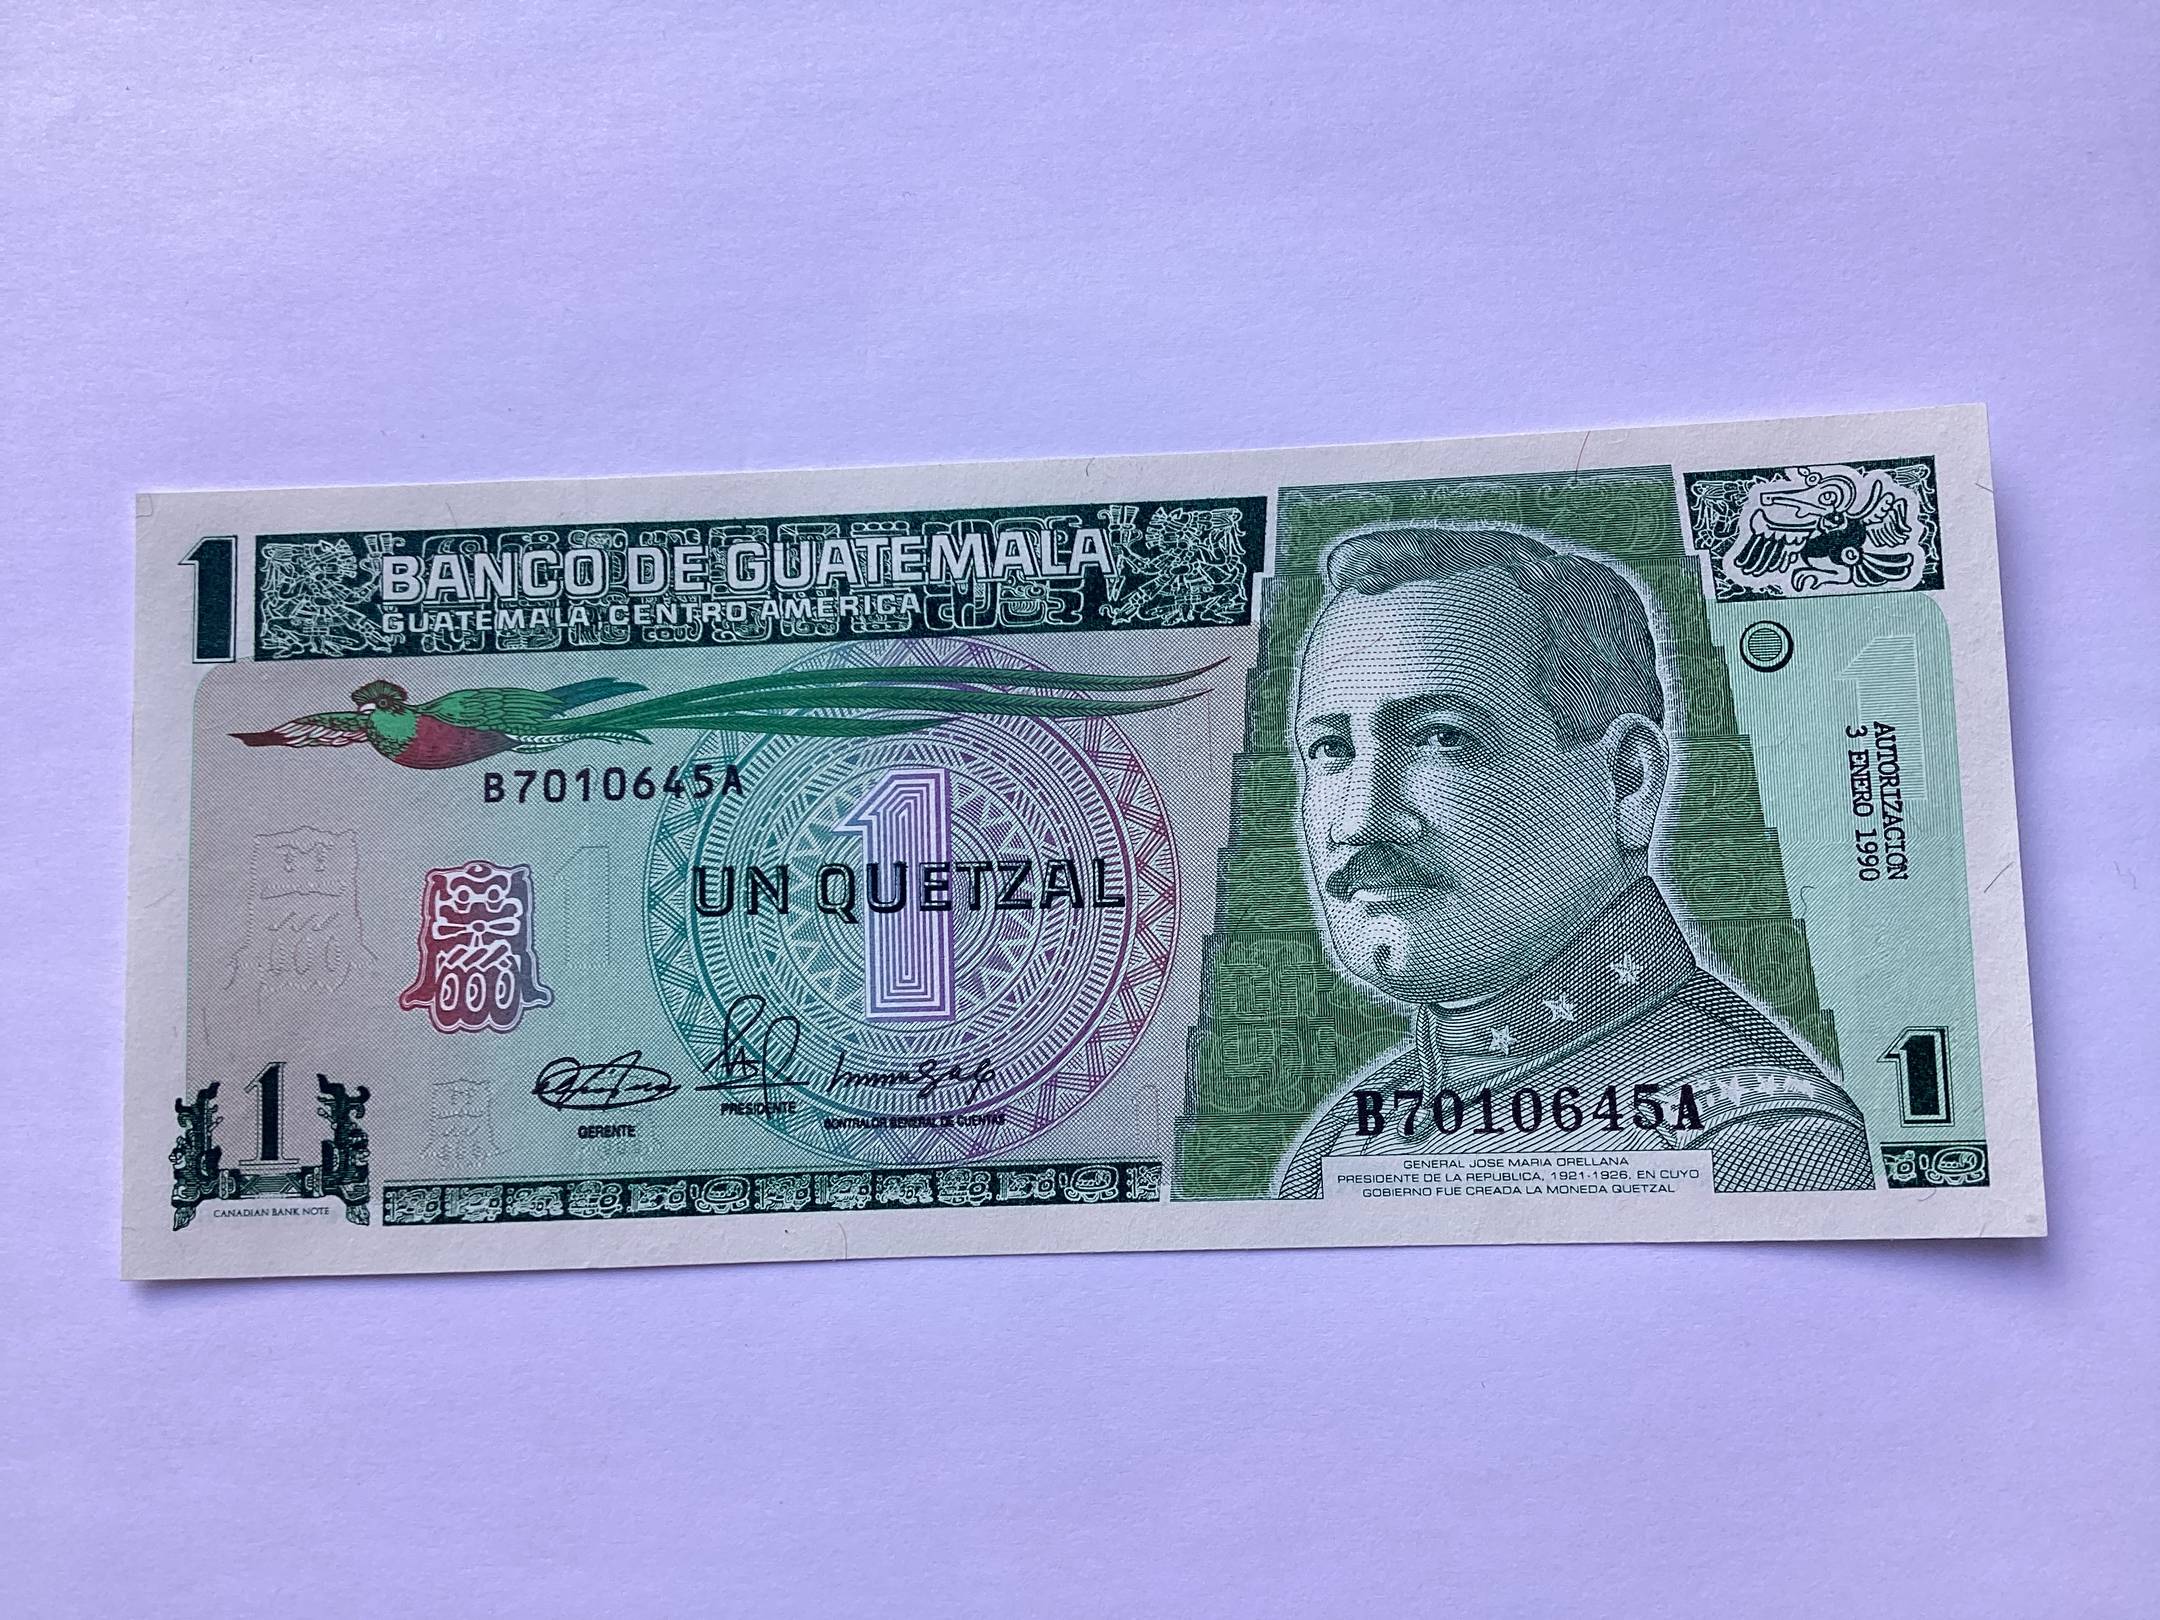 1
BANCO DE GUATEMALA
GUATEMALA, CENTRO AMERICA
B7010645A
1
UN QUETZAL
1
AUTORIZACION
3 ENERO 1990
GERENTE
PRESIDENTE
CONTRALOR GENERAL DE CUENTAS
1
CANADIAN BANK NOTE
B7010645A
1
GENERAL JOSE MARIA ORELLANA
PRESIDENTE DE LA REPUBLICA, 1921-1926, EN CUYO
GOBIERNO FUE CREADA LA MONEDA QUETZAL